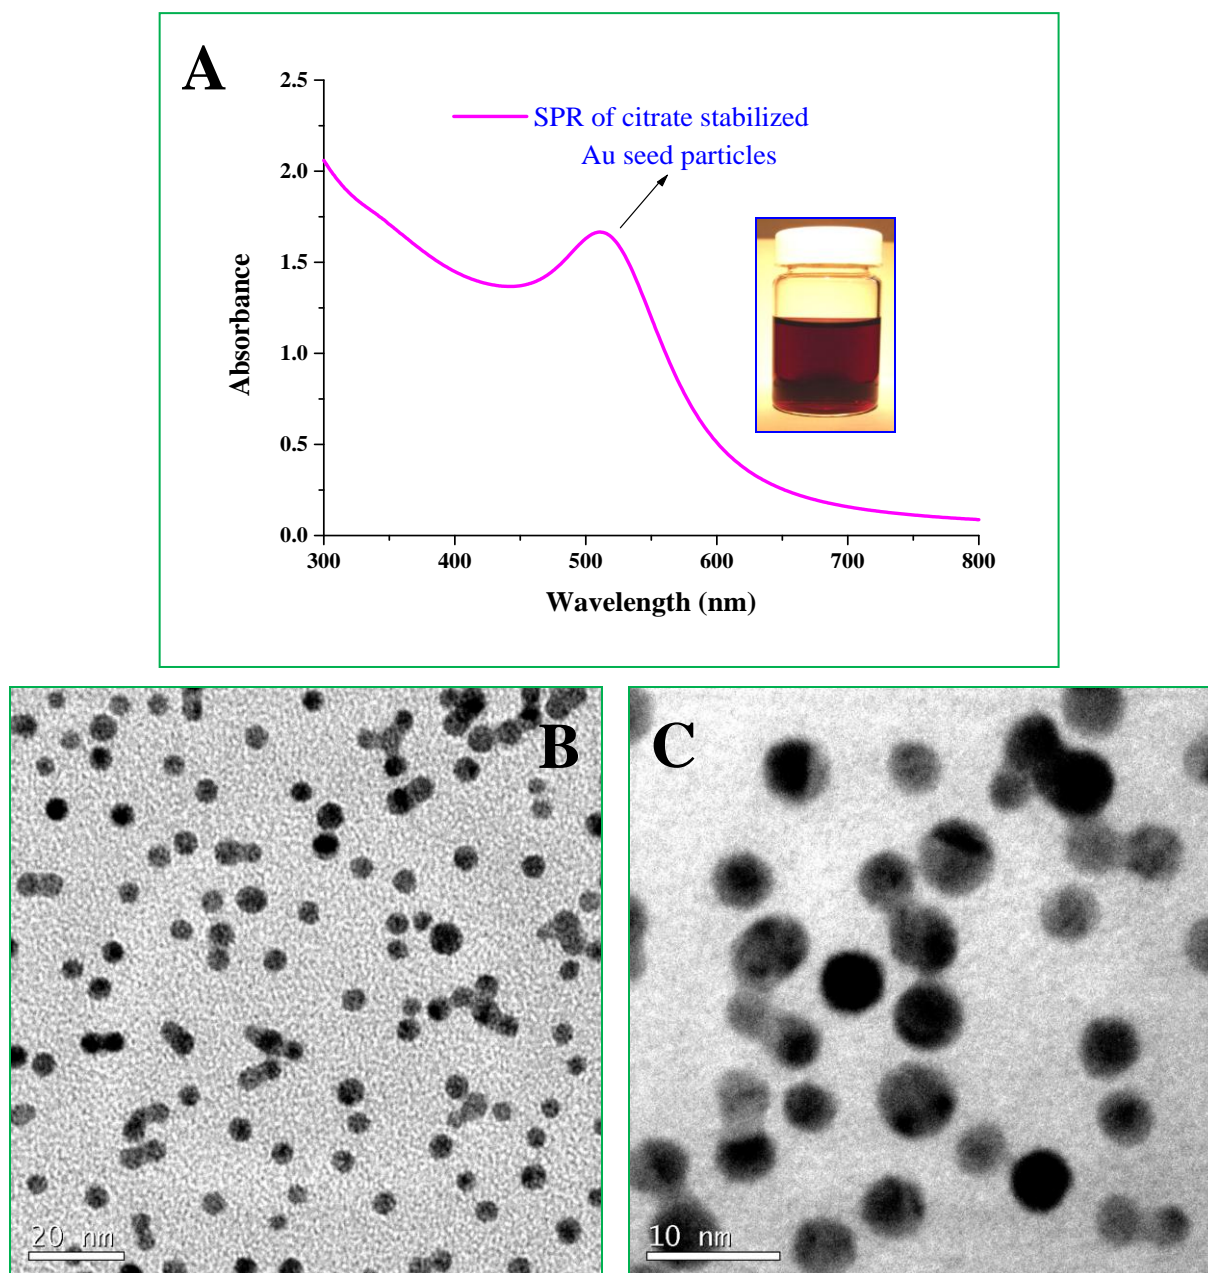 A
2.5
SPR of citrate stabilized
Au seed particles
2.0
1.5
1.0
0.5
0.0
Absorbance
300 400 500 600 700 800
Wavelength (nm)
B
C
20 nm
10 nm